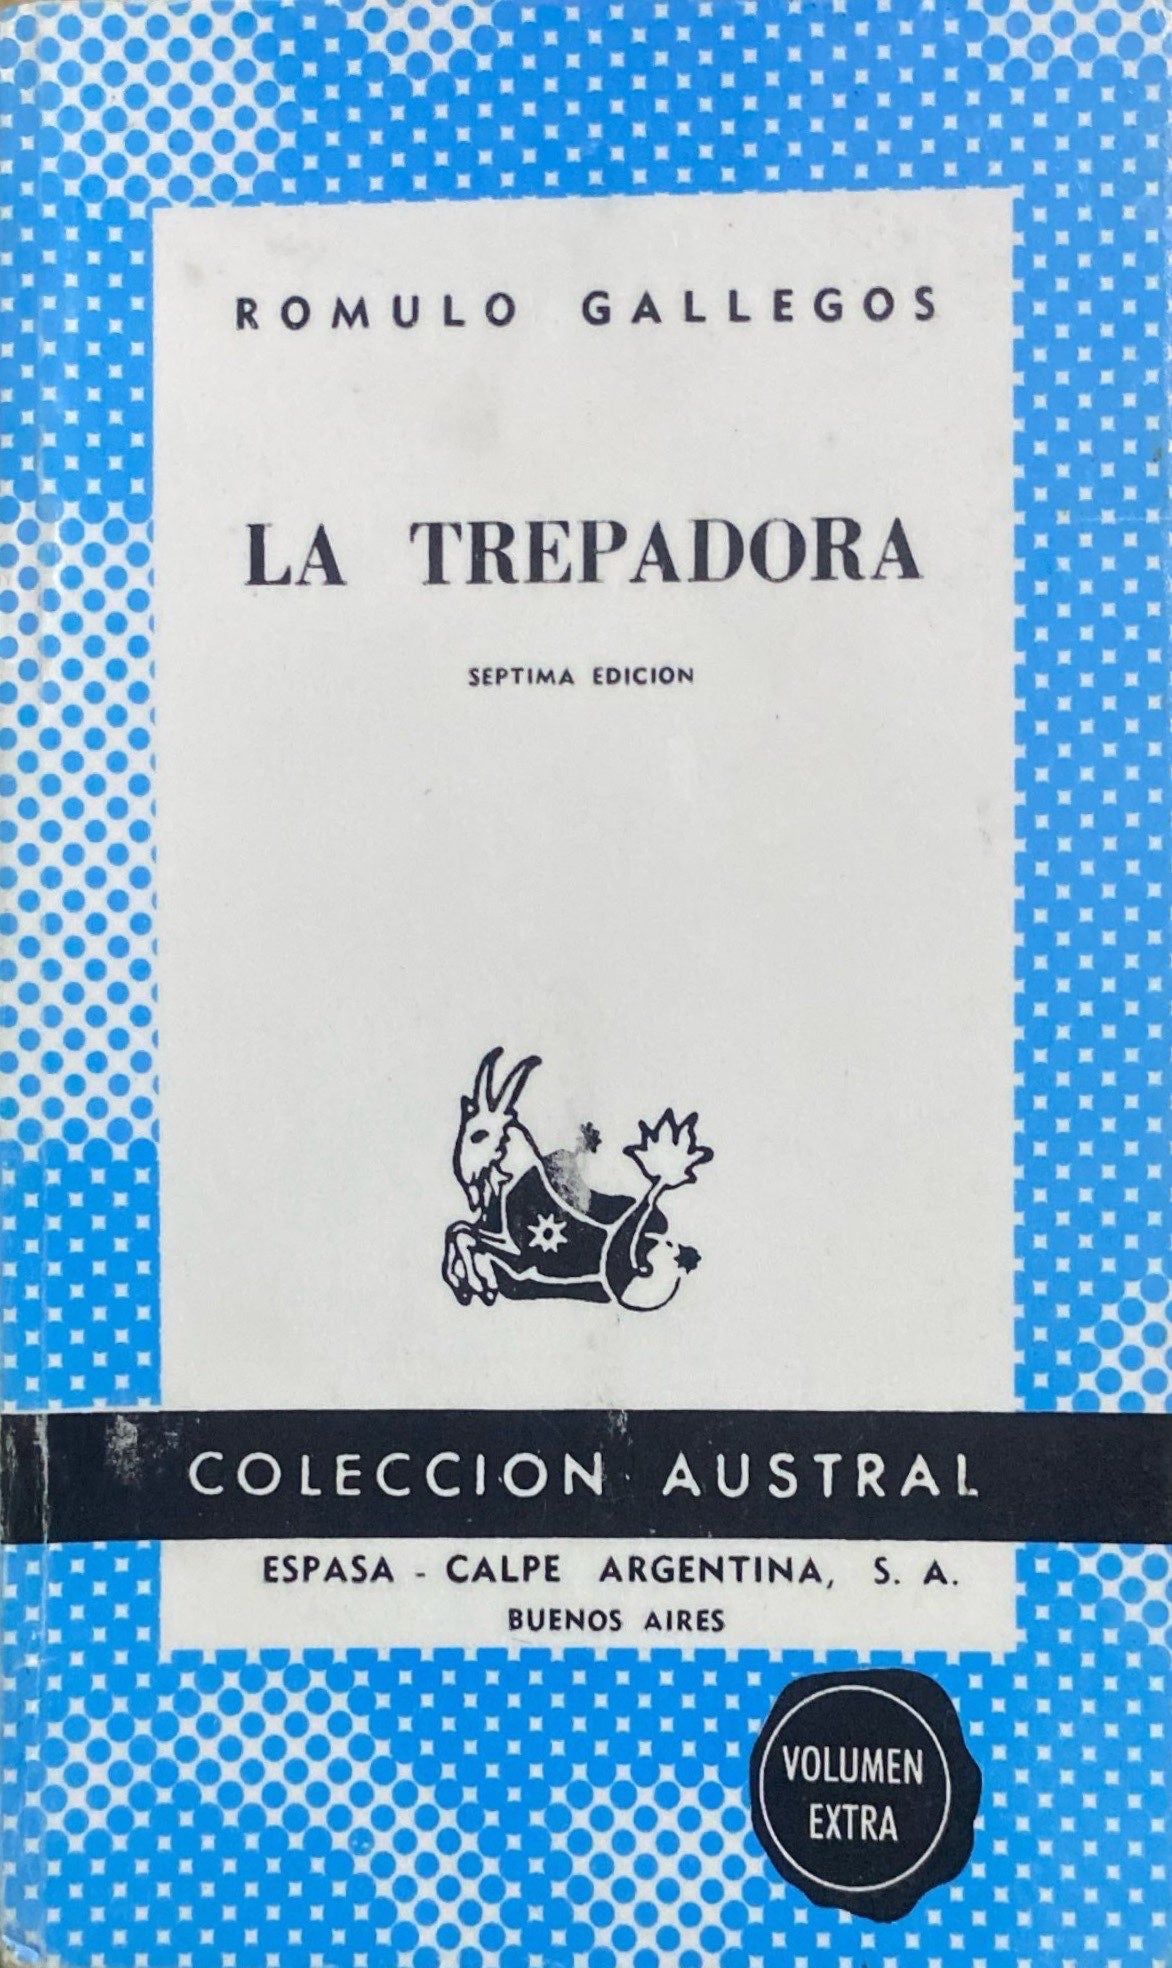 ROMULO GALLEGOS
LA TREPADORA
SEPTIMA EDICION
COLECCION AUSTRAL
ESPASA - CALPE ARGENTINA, S. A.
BUENOS AIRES
VOLUMEN
EXTRA